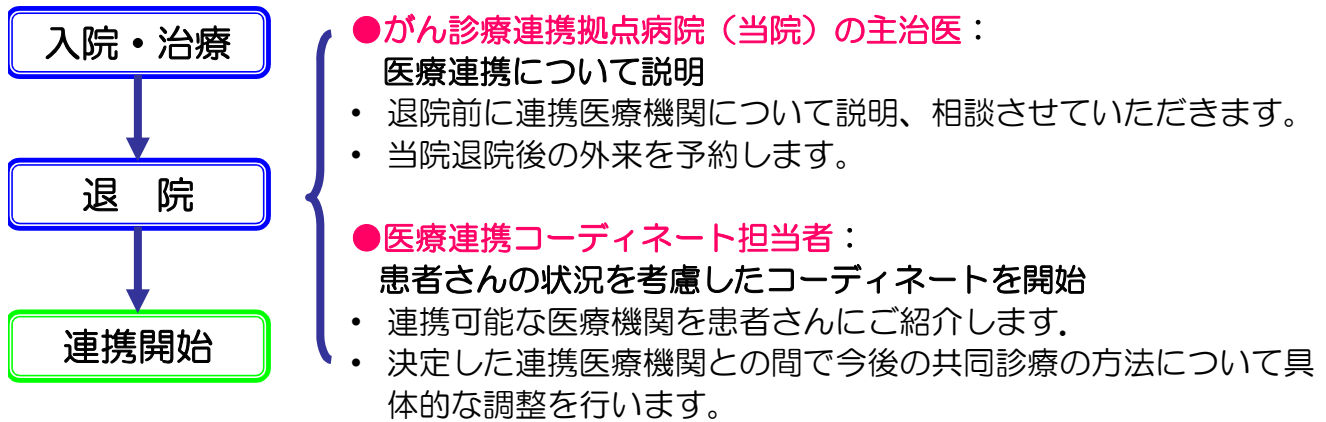 入院・治療
退　院
連携開始
●がん診療連携拠点病院（当院）の主治医：
医療連携について説明
• 退院前に連携医療機関について説明、相談させていただきます。
• 当院退院後の外来を予約します。
●医療連携コーディネート担当者：
患者さんの状況を考慮したコーディネートを開始
• 連携可能な医療機関を患者さんにご紹介します．
• 決定した連携医療機関との間で今後の共同診療の方法について具
体的な調整を行います。